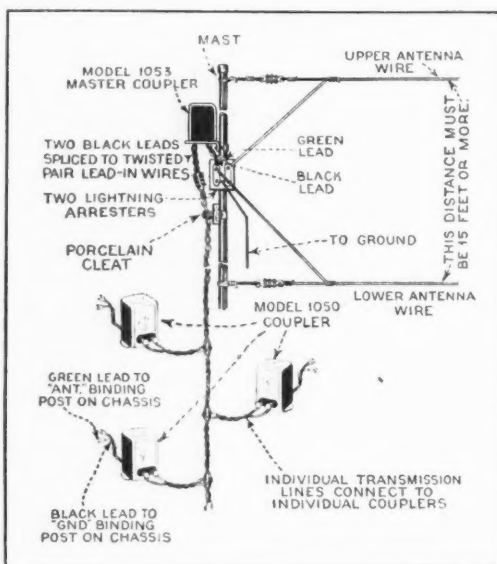 MAST
MODEL 1053
MASTER COUPLER
UPPER ANTENNA
WIRE
TWO BLACK LEADS
SPLICED TO TWISTED
PAIR LEAD-IN WIRES
GREEN
LEAD
BLACK
LEAD
THIS DISTANCE MUST
BE 15 FEET OR MORE.
TWO LIGHTNING
ARRESTERS
PORCELAIN
CLEAT
TO GROUND
LOWER ANTENNA
WIRE
MODEL 1050
COUPLER
GREEN LEAD TO
"ANT." BINDING
POST ON CHASSIS
BLACK LEAD TO
"GND" BINDING
POST ON CHASSIS
INDIVIDUAL TRANSMISSION
LINES CONNECT TO
INDIVIDUAL COUPLERS